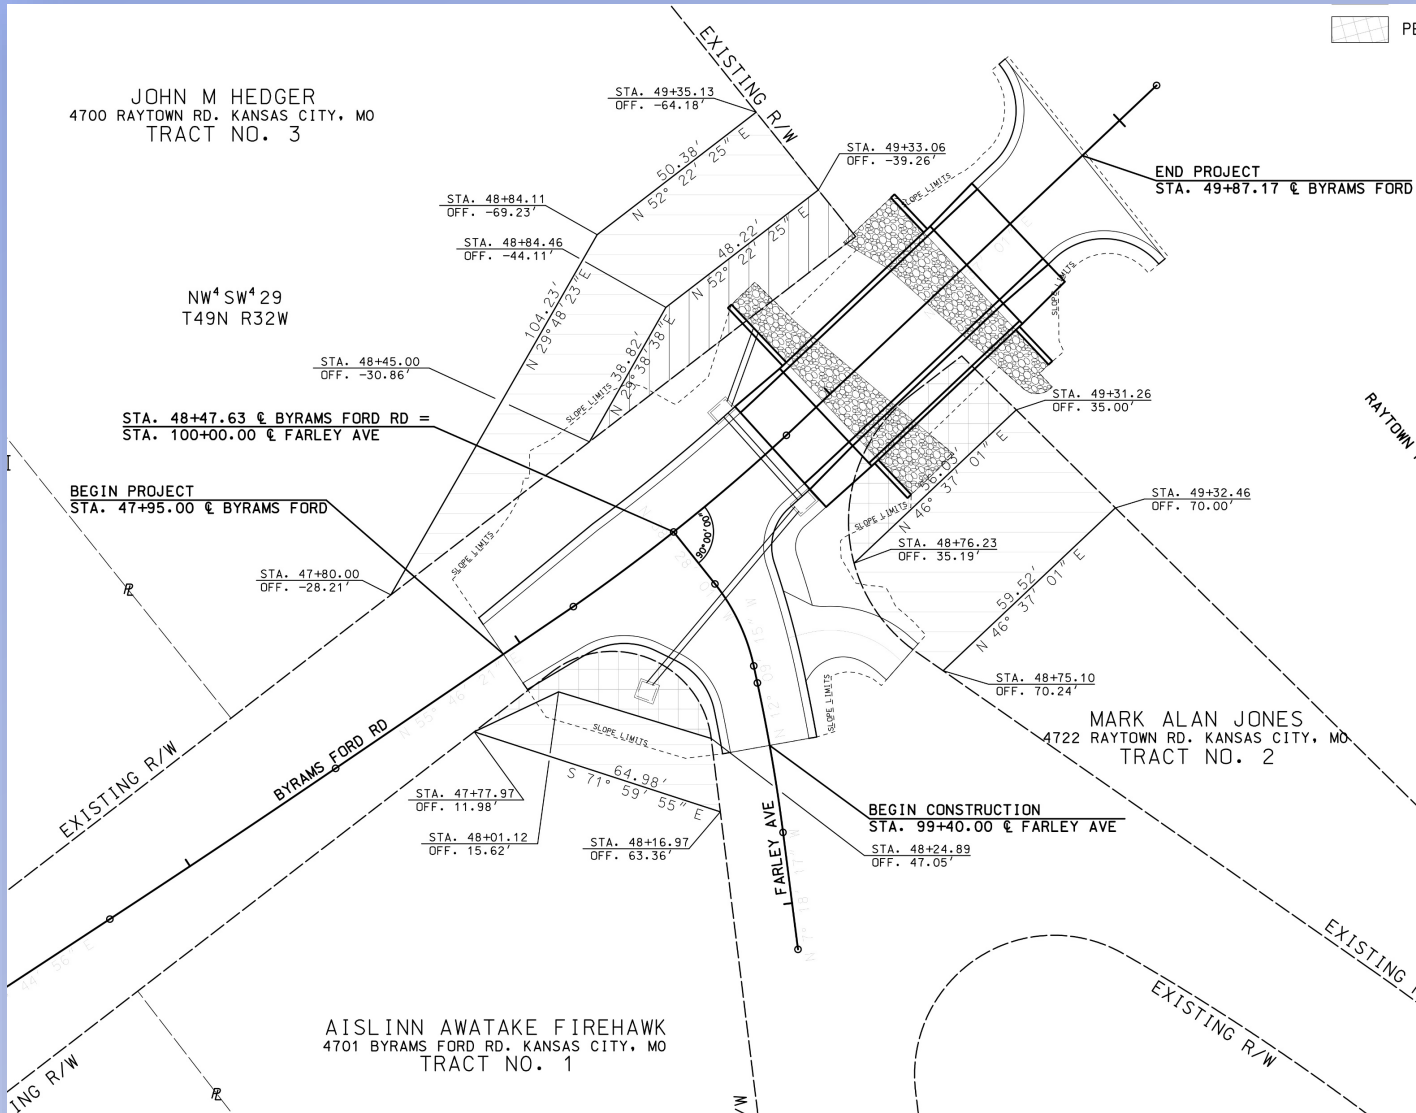 PE
EXISTING R/W
JOHN M HEDGER
4700 RAYTOWN RD. KANSAS CITY, MO
TRACT NO. 3
STA. 49+35.13
OFF. -64.18'
50.38'
N 52° 22' 25" E
STA. 49+33.06
OFF. -39.26'
SLOPE LIMITS
END PROJECT
STA. 49+87.17 ℄ BYRAMS FORD
STA. 48+84.11
OFF. -69.23'
STA. 48+84.46
OFF. -44.11'
48.22'
N 52° 22' 25" E
NW⁴SW⁴29
T49N R32W
104.23'
N 29° 48' 23" E
38.82'
N 29° 38' 38" E
SLOPE LIMITS
STA. 48+45.00
OFF. -30.86'
SLOPE LIMITS
STA. 49+31.26
OFF. 35.00'
RAYTOWN
STA. 48+47.63 ℄ BYRAMS FORD RD =
STA. 100+00.00 ℄ FARLEY AVE
56.03'
N 46° 37' 01" E
BEGIN PROJECT
STA. 47+95.00 ℄ BYRAMS FORD
STA. 49+32.46
OFF. 70.00'
90°00'00"
SLOPE LIMITS
STA. 48+76.23
OFF. 35.19'
SLOPE LIMITS
STA. 47+80.00
OFF. -28.21'
59.52'
N 46° 37' 01" E
STA. 48+75.10
OFF. 70.24'
SLOPE LIMITS
MARK ALAN JONES
4722 RAYTOWN RD. KANSAS CITY, MO
TRACT NO. 2
SLOPE LIMITS
BYRAMS FORD RD
EXISTING R/W
64.98'
S 71° 59' 55" E
STA. 47+77.97
OFF. 11.98'
STA. 48+01.12
OFF. 15.62'
STA. 48+16.97
OFF. 63.36'
BEGIN CONSTRUCTION
STA. 99+40.00 ℄ FARLEY AVE
STA. 48+24.89
OFF. 47.05'
FARLEY AVE
44' 56" E
EXISTING
EXISTING R/W
AISLINN AWATAKE FIREHAWK
4701 BYRAMS FORD RD. KANSAS CITY, MO
TRACT NO. 1
ING R/W
/W